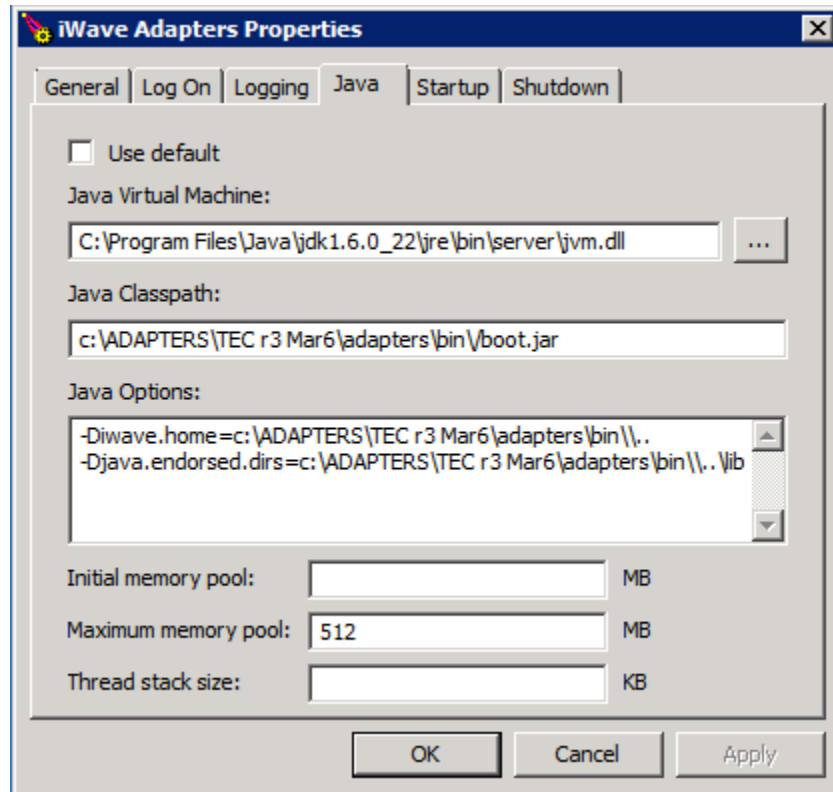 iWave Adapters Properties
General Log On Logging Java Startup Shutdown
Use default
Java Virtual Machine:
C:\Program Files\Java\jdk1.6.0_22\jre\bin\server\jvm.dll ...
Java Classpath:
c:\ADAPTERS\TEC r3 Mar6\adapters\bin\/boot.jar
Java Options:
-Diwave.home=c:\ADAPTERS\TEC r3 Mar6\adapters\bin\\..
-Djava.endorsed.dirs=c:\ADAPTERS\TEC r3 Mar6\adapters\bin\\..\lib
Initial memory pool: MB
Maximum memory pool: 512 MB
Thread stack size: KB
OK Cancel Apply